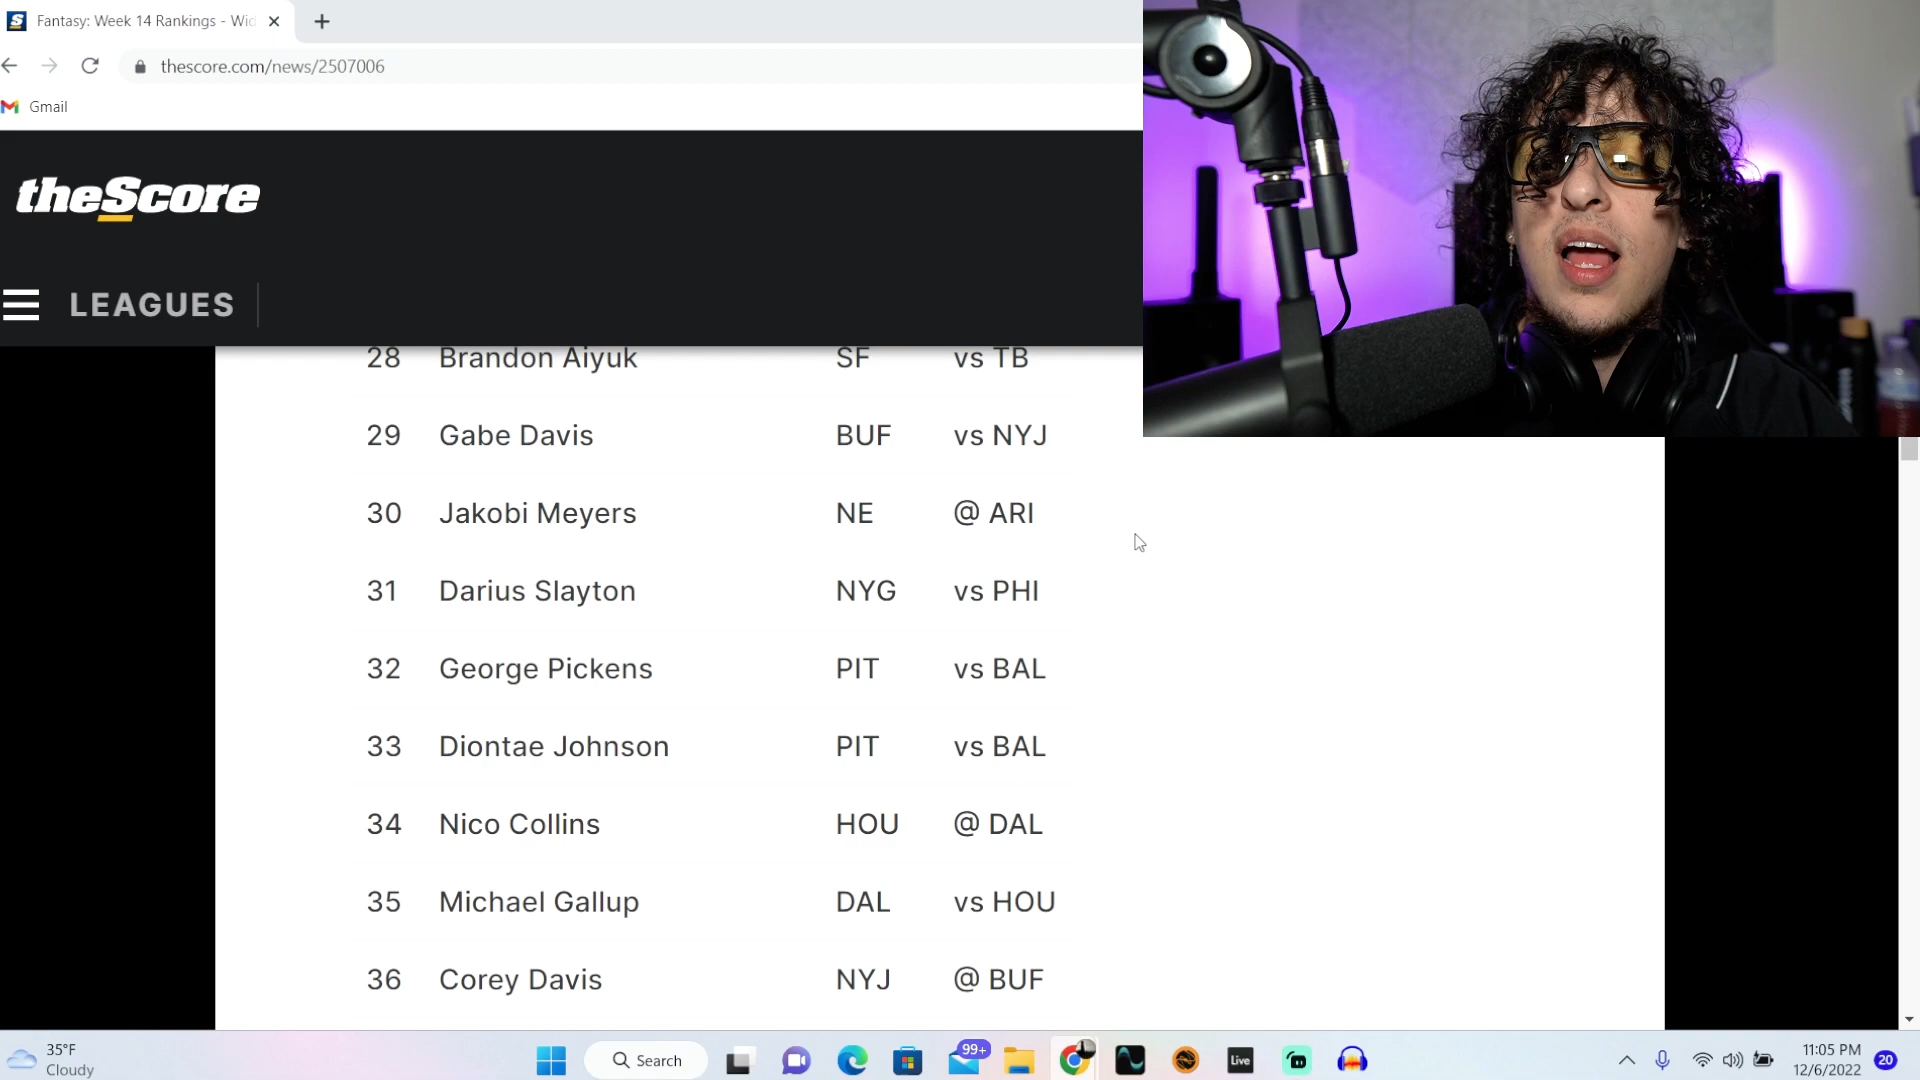 Fantasy: Week 14 Rankings - Wid
thescore.com/news/2507006
Gmail
theScore
LEAGUES
28 Brandon Aiyuk SF vs TB
29 Gabe Davis BUF vs NYJ
30 Jakobi Meyers NE @ ARI
31 Darius Slayton NYG vs PHI
32 George Pickens PIT vs BAL
33 Diontae Johnson PIT vs BAL
34 Nico Collins HOU @ DAL
35 Michael Gallup DAL vs HOU
36 Corey Davis NYJ @ BUF
35°F
Cloudy
Search
99+
Live
11:05 PM
12/6/2022
20